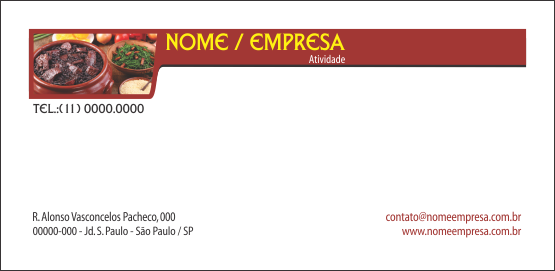 NOME / EMPRESA
Atividade
TEL.:(11) 0000.0000
R. Alonso Vasconcelos Pacheco, 000
00000-000 - Jd. S. Paulo - São Paulo / SP
contato@nomeempresa.com.br
www.nomeempresa.com.br